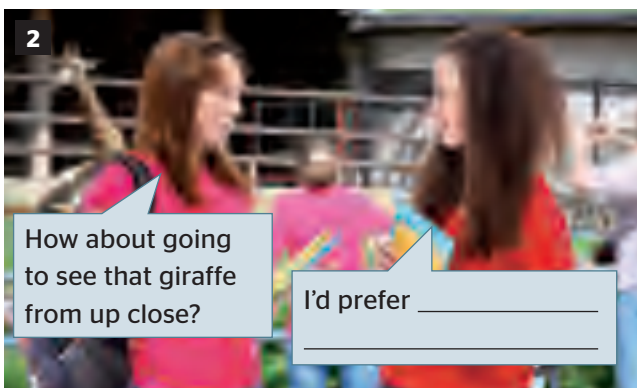 2
How about going
to see that giraffe
from up close?
I'd prefer